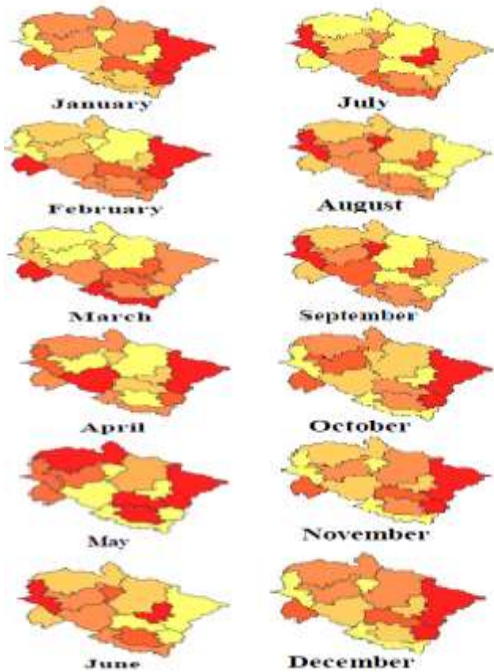 January
July
February
August
March
September
April
October
May
November
June
December